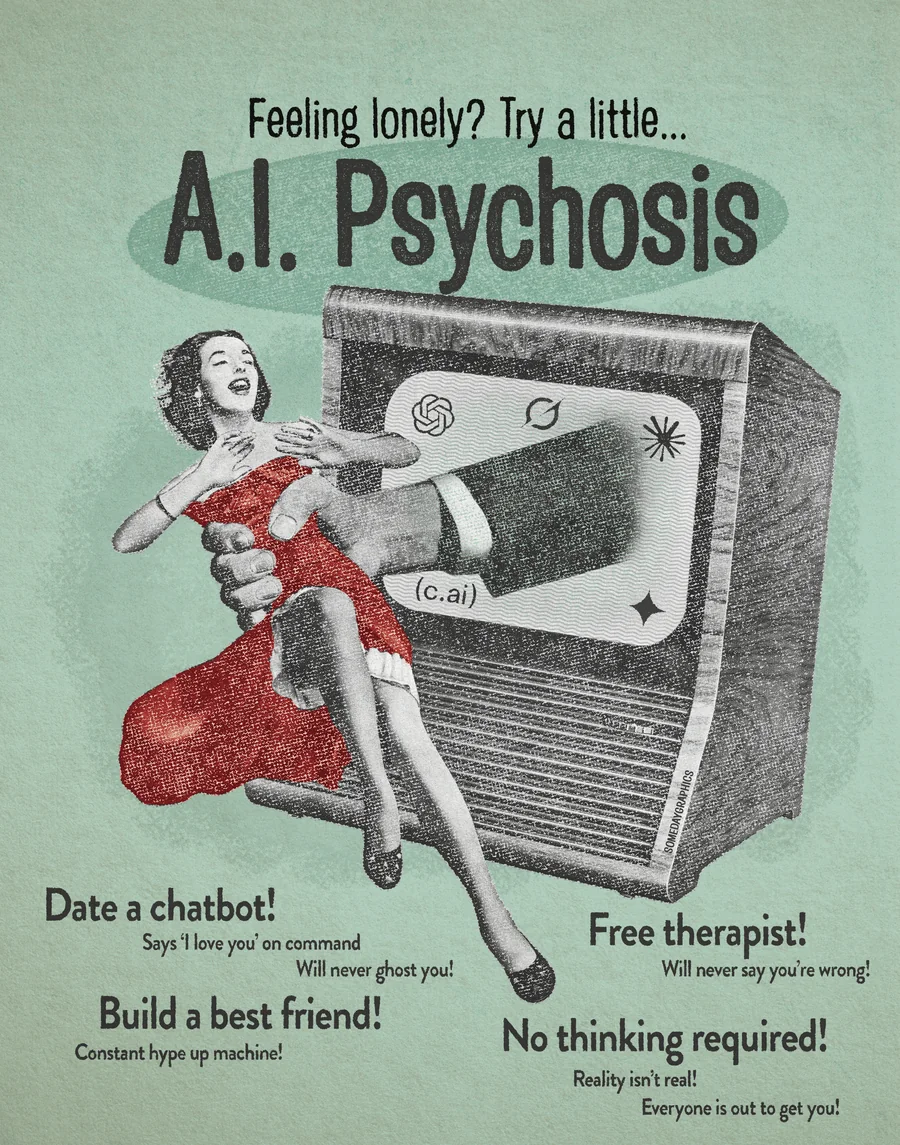 Feeling lonely? Try a little...
A.I. Psychosis
(c.ai)
SOMEDAYGRAPHICS
Date a chatbot!
Says ‘I love you’ on command
Will never ghost you!
Build a best friend!
Constant hype up machine!
Free therapist!
Will never say you’re wrong!
No thinking required!
Reality isn’t real!
Everyone is out to get you!